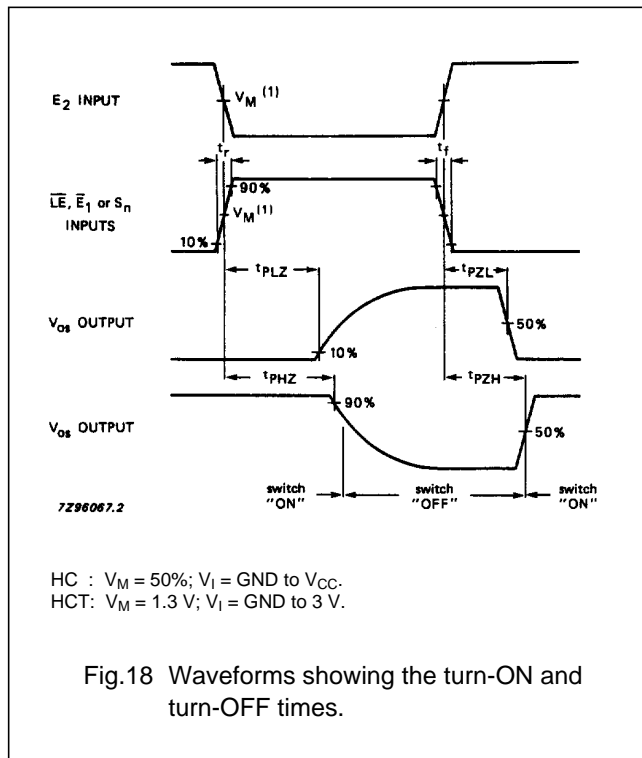 E2 INPUT
VM (1)
tr
tf
LE, E1 or Sn
INPUTS
90%
VM(1)
10%
tPLZ
tPZL
Vos OUTPUT
50%
10%
tPHZ
tPZH
90%
Vos OUTPUT
50%
switch
"ON"
switch
"OFF"
switch
"ON"
7Z96067.2
HC : VM = 50%; VI = GND to VCC.
HCT: VM = 1.3 V; VI = GND to 3 V.
Fig.18 Waveforms showing the turn-ON and
turn-OFF times.